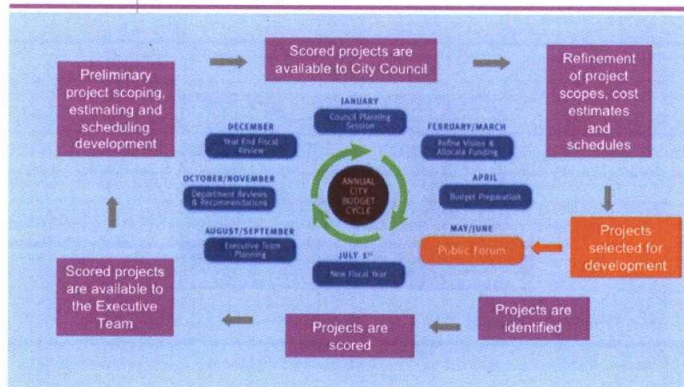 Preliminary
project scoping,
estimating and
scheduling
development
Scored projects are
available to City Council
Refinement
of project
scopes, cost
estimates
and
schedules
Projects
selected for
development
Projects are
identified
Projects are
scored
Scored projects
are available to
the Executive
Team
JANUARY
Council Planning
Session
FEBRUARY/MARCH
Refine Vision &
Allocate Funding
APRIL
Budget Preparation
MAY/JUNE
Public Forum
JULY 1ST
New Fiscal Year
AUGUST/SEPTEMBER
Executive Team
Planning
OCTOBER/NOVEMBER
Department Reviews
& Recommendations
DECEMBER
Year End Fiscal
Review
ANNUAL
CITY
BUDGET
CYCLE